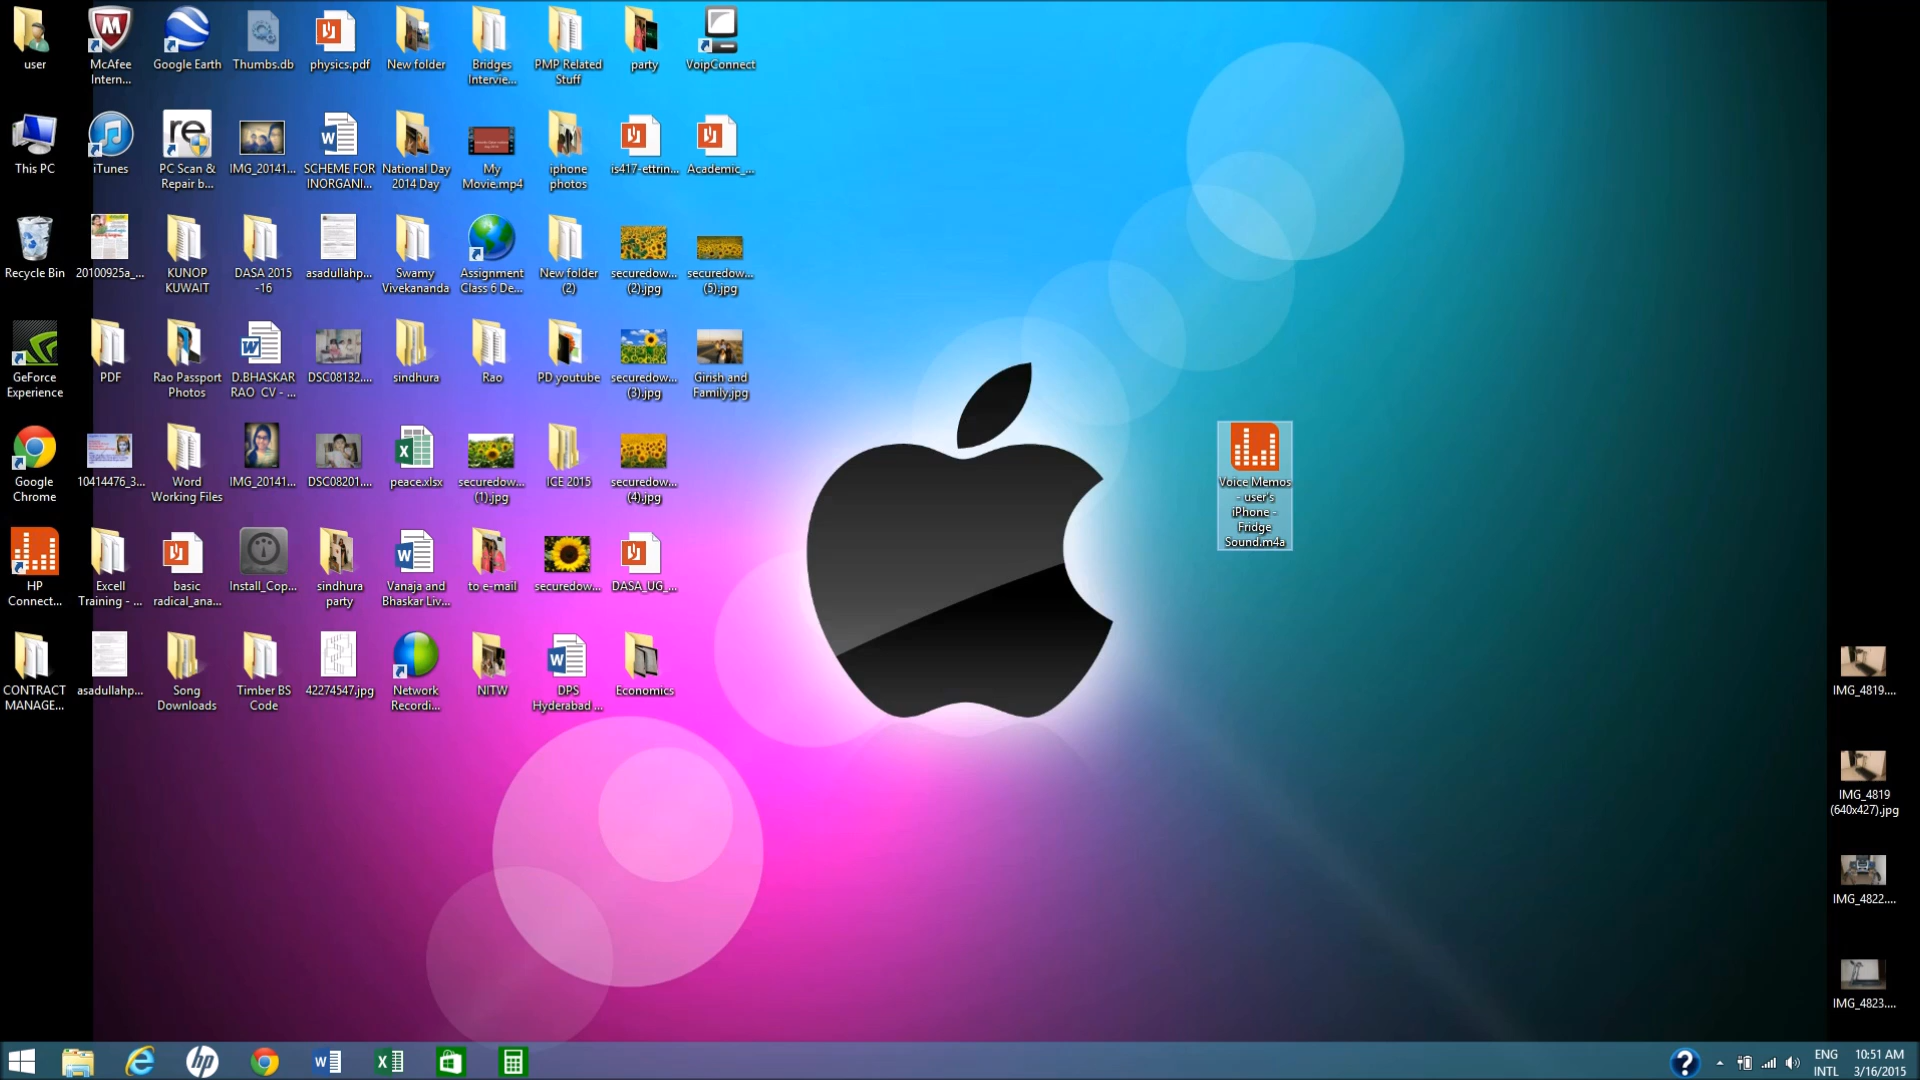 user
McAfee
Intern...
Google Earth
Thumbs.db
physics.pdf
New folder
Bridges
Intervie...
PMP Related
Stuff
party
VoipConnect
This PC
iTunes
re
PC Scan &
Repair b...
IMG_20141...
SCHEME FOR
INORGANI...
National Day
2014 Day
My
Movie.mp4
iphone
photos
is417-ettrin...
Academic_...
Recycle Bin
20100925a_...
KUNOP
KUWAIT
DASA 2015
-16
asadullahp...
Swamy
Vivekananda
Assignment
Class 6 De...
New folder
(2)
securedow...
(2).jpg
securedow...
(5).jpg
GeForce
Experience
PDF
Rao Passport
Photos
D.BHASKAR
RAO CV - ...
DSC08132....
sindhura
Rao
PD youtube
securedow...
(3).jpg
Girish and
Family.jpg
Google
Chrome
10414476_3...
Word
Working Files
IMG_20141...
DSC08201....
peace.xlsx
securedow...
(1).jpg
ICE 2015
securedow...
(4).jpg
Voice Memos
- user's
iPhone -
Fridge
Sound.m4a
HP
Connect...
Excell
Training - ...
basic
radical_ana...
Install_Cop...
sindhura
party
Vanaja and
Bhaskar Liv...
to e-mail
securedow...
DASA_UG_...
CONTRACT
MANAGE...
asadullahp...
Song
Downloads
Timber BS
Code
42274547.jpg
Network
Recordi...
NITW
DPS
Hyderabad ...
Economics
IMG_4819....
IMG_4819
(640x427).jpg
IMG_4822....
IMG_4823....
ENG
INTL
10:51 AM
3/16/2015